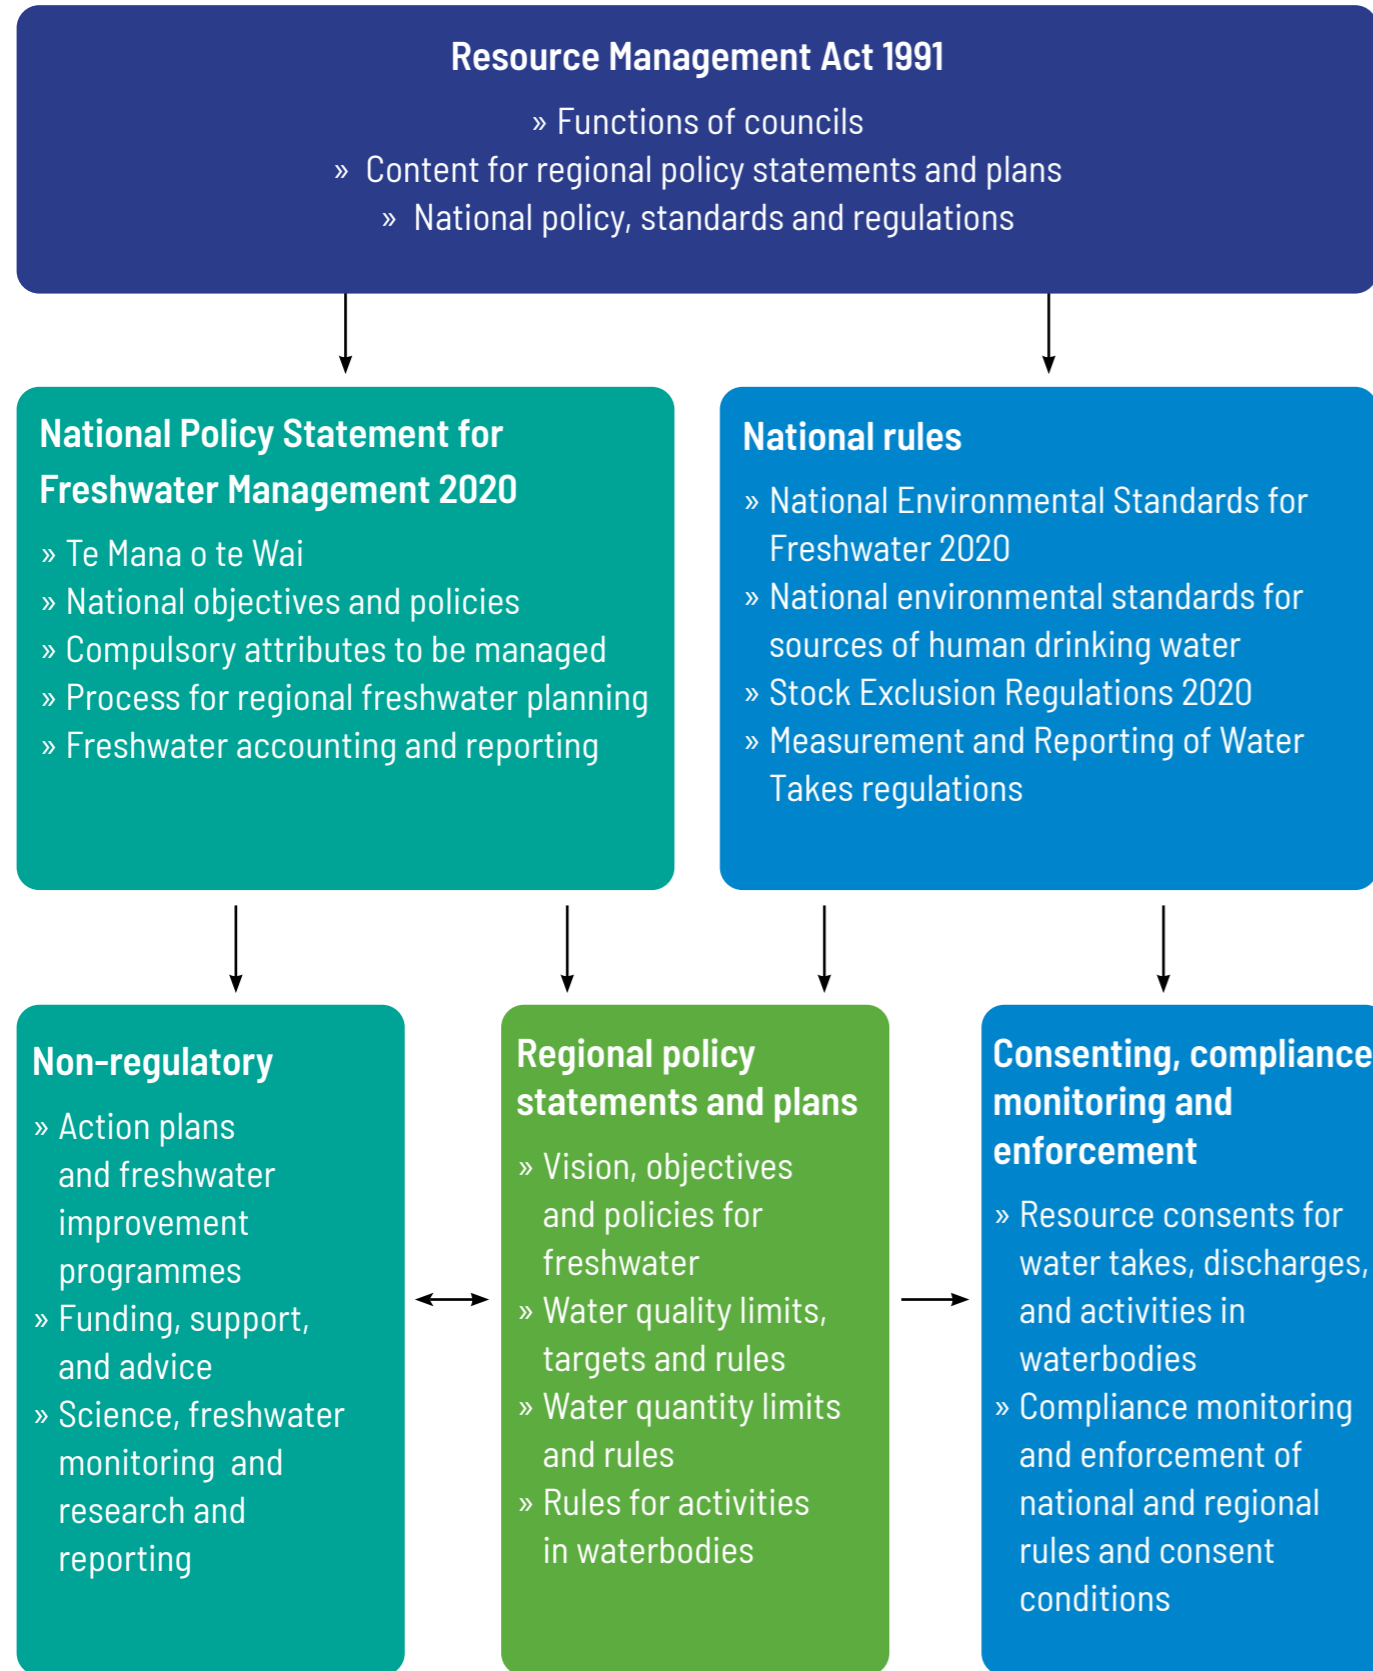 Resource Management Act 1991
» Functions of councils
» Content for regional policy statements and plans
» National policy, standards and regulations
National Policy Statement for
Freshwater Management 2020
» Te Mana o te Wai
» National objectives and policies
» Compulsory attributes to be managed
» Process for regional freshwater planning
» Freshwater accounting and reporting
National rules
» National Environmental Standards for
Freshwater 2020
» National environmental standards for
sources of human drinking water
» Stock Exclusion Regulations 2020
» Measurement and Reporting of Water
Takes regulations
Non-regulatory
» Action plans
and freshwater
improvement
programmes
» Funding, support,
and advice
» Science, freshwater
monitoring and
research and
reporting
Regional policy
statements and plans
» Vision, objectives
and policies for
freshwater
» Water quality limits,
targets and rules
» Water quantity limits
and rules
» Rules for activities
in waterbodies
Consenting, compliance
monitoring and
enforcement
» Resource consents for
water takes, discharges,
and activities in
waterbodies
» Compliance monitoring
and enforcement of
national and regional
rules and consent
conditions